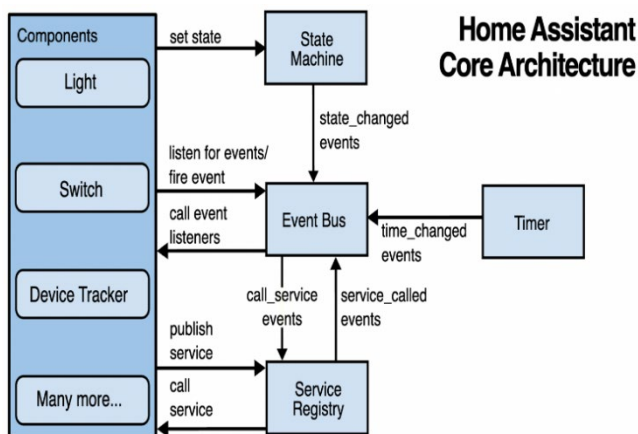 Home Assistant
Core Architecture
Components
Light
Switch
Device Tracker
Many more...
set state
State
Machine
state_changed
events
listen for events/
fire event
call event
listeners
Event Bus
time_changed
events
Timer
call_service
events
service_called
events
publish
service
call
service
Service
Registry